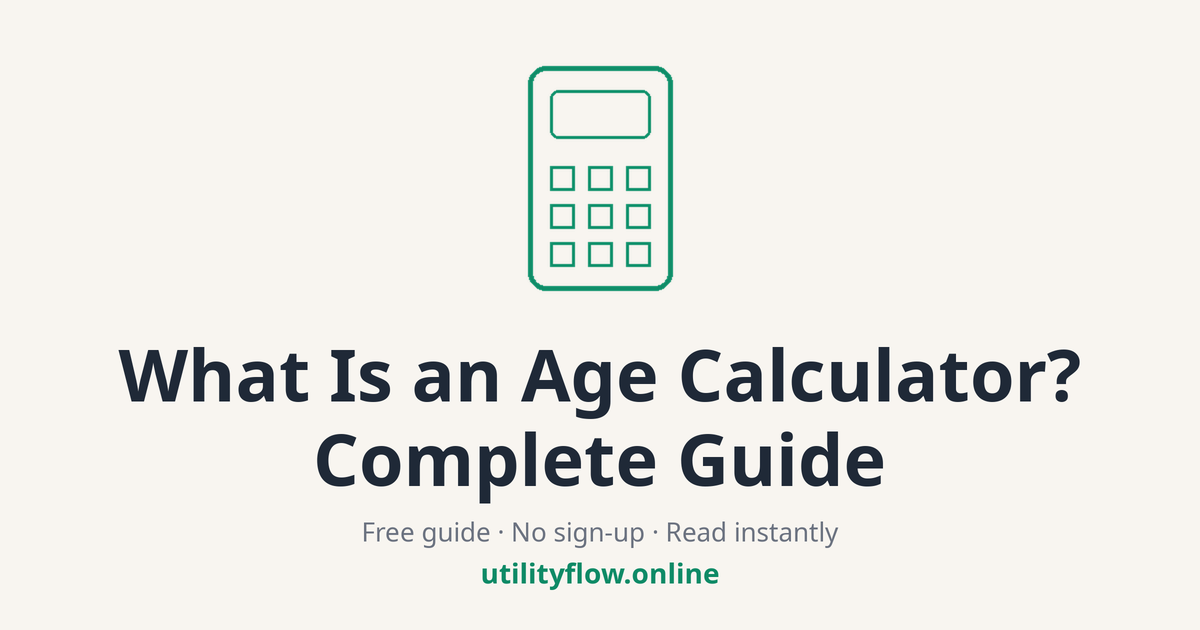 What Is an Age Calculator?
Complete Guide
Free guide · No sign-up · Read instantly
utilityflow.online